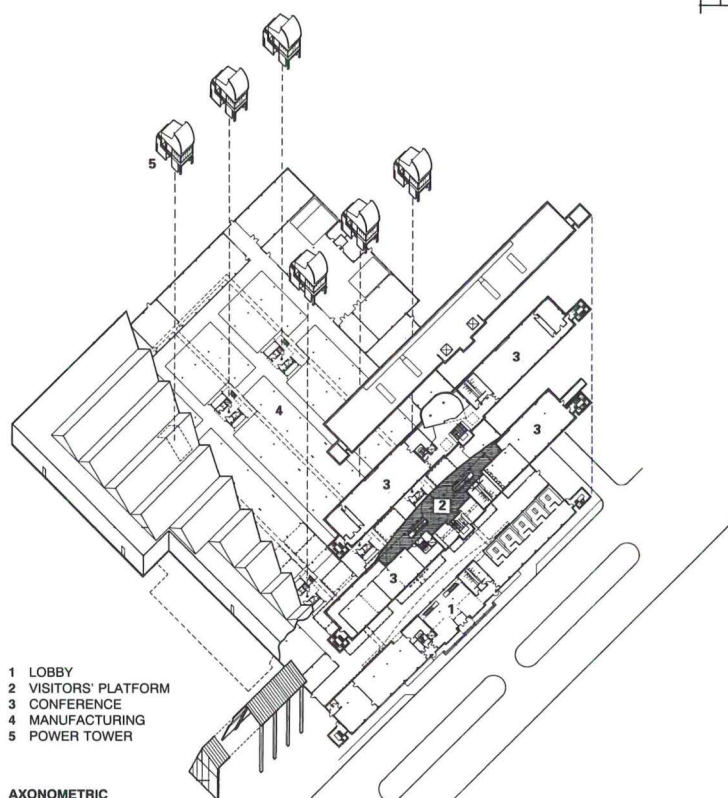 5
3
4
3
3
2
3
1
1 LOBBY
2 VISITORS' PLATFORM
3 CONFERENCE
4 MANUFACTURING
5 POWER TOWER
AXONOMETRIC